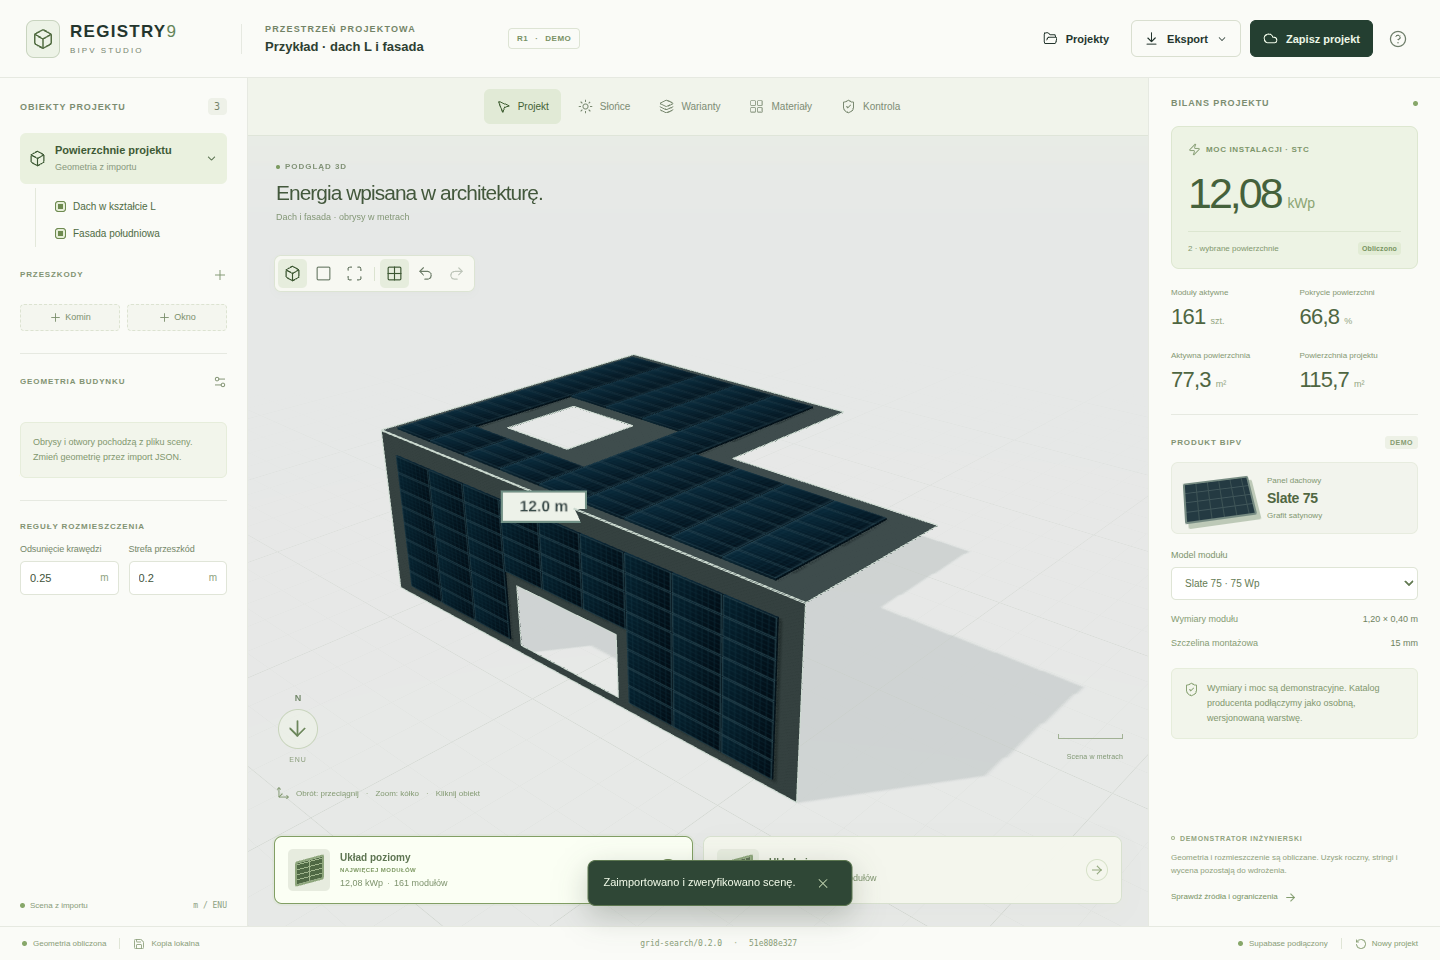 REGISTRY9
BIPV STUDIO
PRZESTRZEŃ PROJEKTOWA
Przykład · dach L i fasada
R1 · DEMO
Projekty
Eksport
Zapisz projekt
OBIEKTY PROJEKTU
3
Powierzchnie projektu
Geometria z importu
Dach w kształcie L
Fasada południowa
PRZESZKODY
Komin
Okno
GEOMETRIA BUDYNKU
Obrysy i otwory pochodzą z pliku sceny.
Zmień geometrię przez import JSON.
REGUŁY ROZMIESZCZENIA
Odsunięcie krawędzi
Strefa przeszkód
0.25 m
0.2 m
Scena z importu
m / ENU
Projekt
Słońce
Warianty
Materiały
Kontrola
PODGLĄD 3D
Energia wpisana w architekturę.
Dach i fasada · obrysy w metrach
12.0 m
N
ENU
Obrót: przeciągnij · Zoom: kółko · Kliknij obiekt
Scena w metrach
Układ poziomy
NAJWIĘCEJ MODUŁÓW
12,08 kWp · 161 modułów
Zaimportowano i zweryfikowano scenę.
BILANS PROJEKTU
MOC INSTALACJI · STC
12,08 kWp
2 · wybrane powierzchnie
Obliczono
Moduły aktywne
Pokrycie powierzchni
161 szt.
66,8 %
Aktywna powierzchnia
Powierzchnia projektu
77,3 m²
115,7 m²
PRODUKT BIPV
DEMO
Panel dachowy
Slate 75
Grafit satynowy
Model modułu
Slate 75 · 75 Wp
Wymiary modułu
1,20 × 0,40 m
Szczelina montażowa
15 mm
Wymiary i moc są demonstracyjne. Katalog
producenta podłączymy jako osobną,
wersjonowaną warstwę.
DEMONSTRATOR INŻYNIERSKI
Geometria i rozmieszczenie są obliczane. Uzysk roczny, stringi i
wycena pozostają do wdrożenia.
Sprawdź źródła i ograniczenia
Geometria obliczona
Kopia lokalna
grid-search/0.2.0 · 51e808e327
Supabase podłączony
Nowy projekt